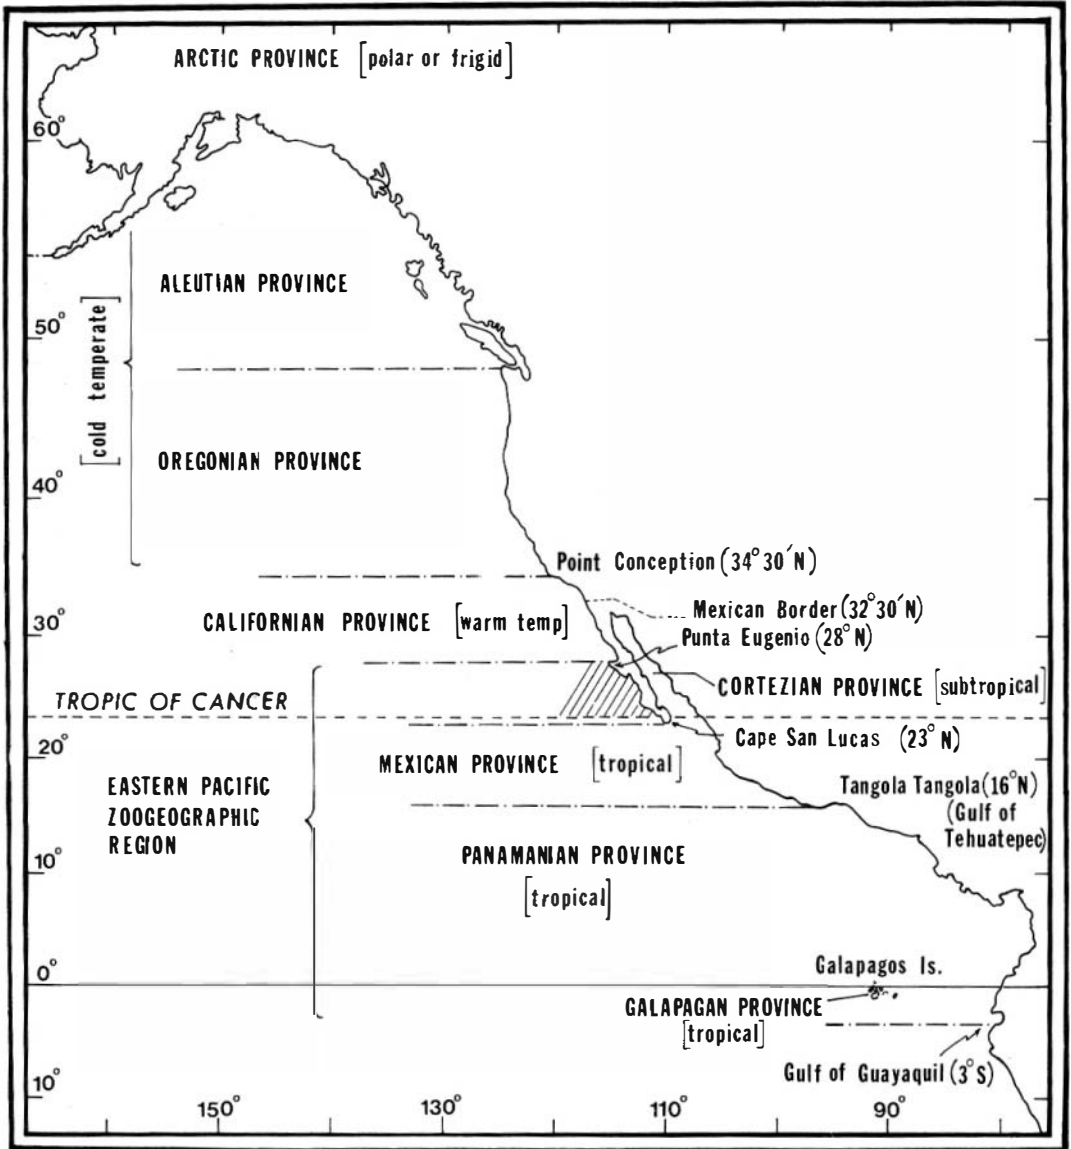 ARCTIC PROVINCE [polar or frigid]
60°
ALEUTIAN PROVINCE
50°
[cold temperate]
OREGONIAN PROVINCE
40°
Point Conception (34° 30´N)
Mexican Border (32° 30´N)
CALIFORNIAN PROVINCE [warm temp]
30°
Punta Eugenio (28° N)
CORTEZIAN PROVINCE [subtropical]
TROPIC OF CANCER
Cape San Lucas (23° N)
20°
MEXICAN PROVINCE [tropical]
EASTERN PACIFIC
ZOOGEOGRAPHIC
REGION
Tangola Tangola (16°N)
(Gulf of
Tehuatepec)
PANAMANIAN PROVINCE
[tropical]
10°
Galapagos Is.
0°
GALAPAGAN PROVINCE
[tropical]
Gulf of Guayaquil (3°S)
10°
150°
130°
110°
90°